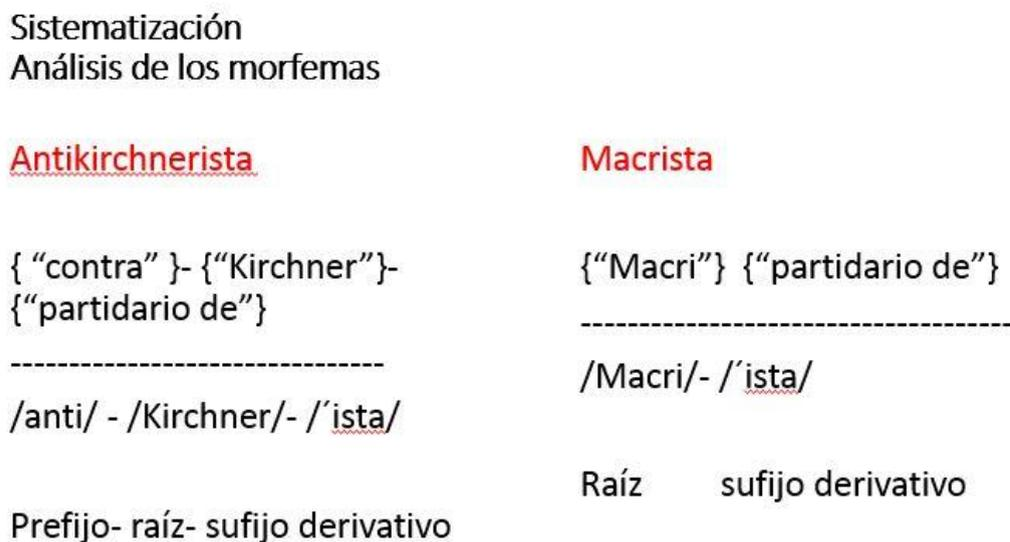 Sistematización
Análisis de los morfemas
Antikirchnerista
{ “contra” }- {“Kirchner”}-
{“partidario de”}
--------------------------------
/anti/ - /Kirchner/- /´ista/
Prefijo- raíz- sufijo derivativo
Macrista
{“Macri”} {“partidario de”}
-------------------------------------
/Macri/- /´ista/
Raíz sufijo derivativo